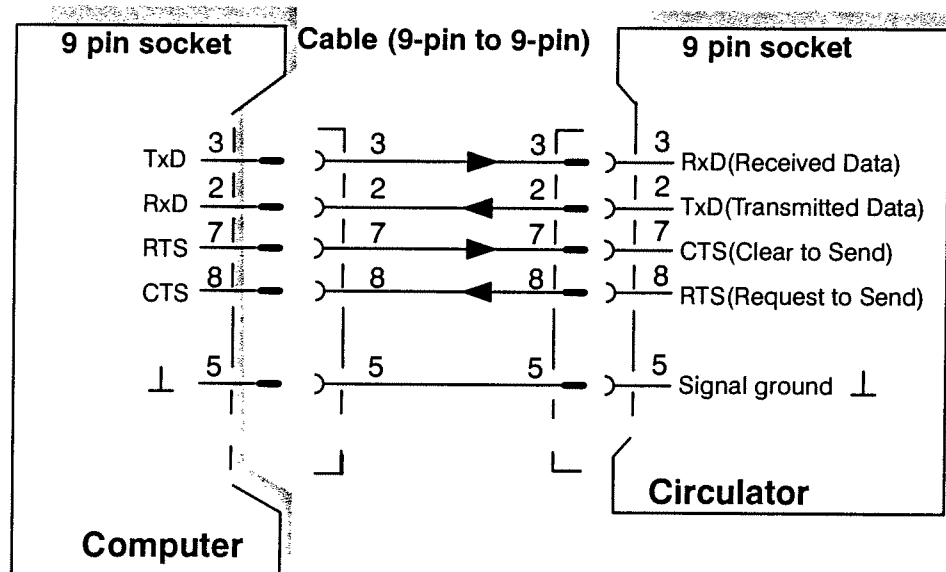 9 pin socket Cable (9-pin to 9-pin) 9 pin socket
TxD 3 3 3 3 RxD(Received Data)
RxD 2 2 2 2 TxD(Transmitted Data)
RTS 7 7 7 7 CTS(Clear to Send)
CTS 8 8 8 8 RTS(Request to Send)
5 5 5 5 Signal ground
Circulator
Computer